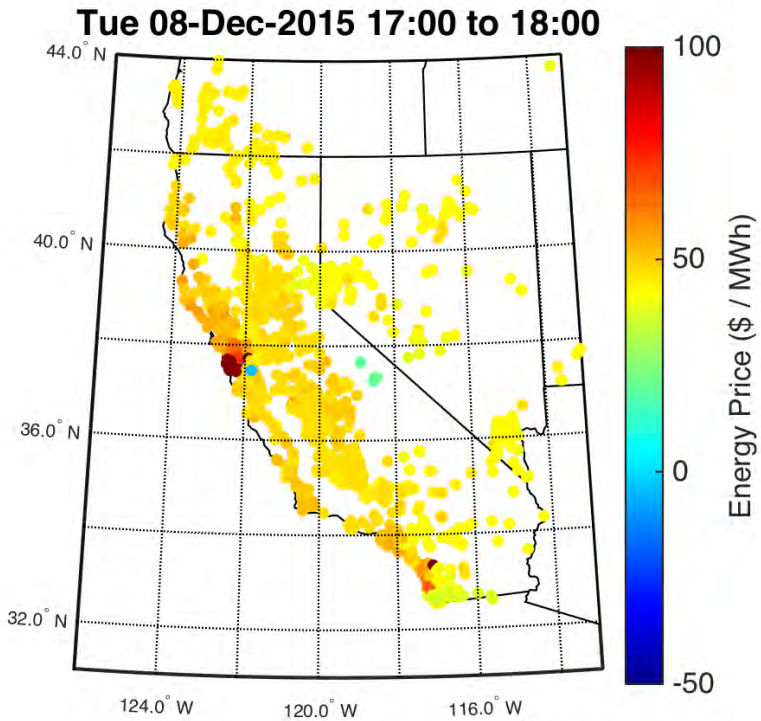 Tue 08-Dec-2015 17:00 to 18:00
44.0° N
40.0° N
36.0° N
32.0° N
124.0° W
120.0° W
116.0° W
100
50
0
-50
Energy Price ($ / MWh)